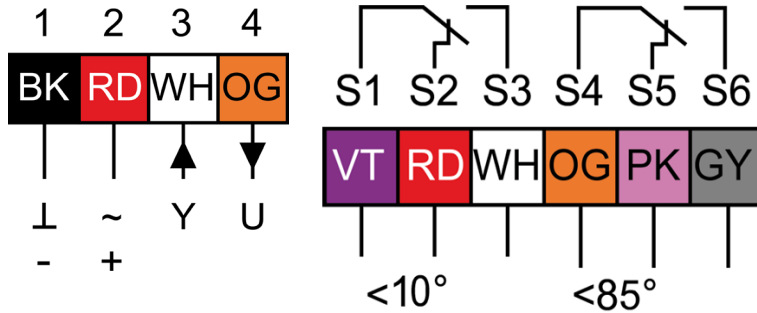 1 2 3 4
BK RD WH OG
⊥ ~ Y U
- +
S1 S2 S3 S4 S5 S6
VT RD WH OG PK GY
<10° <85°